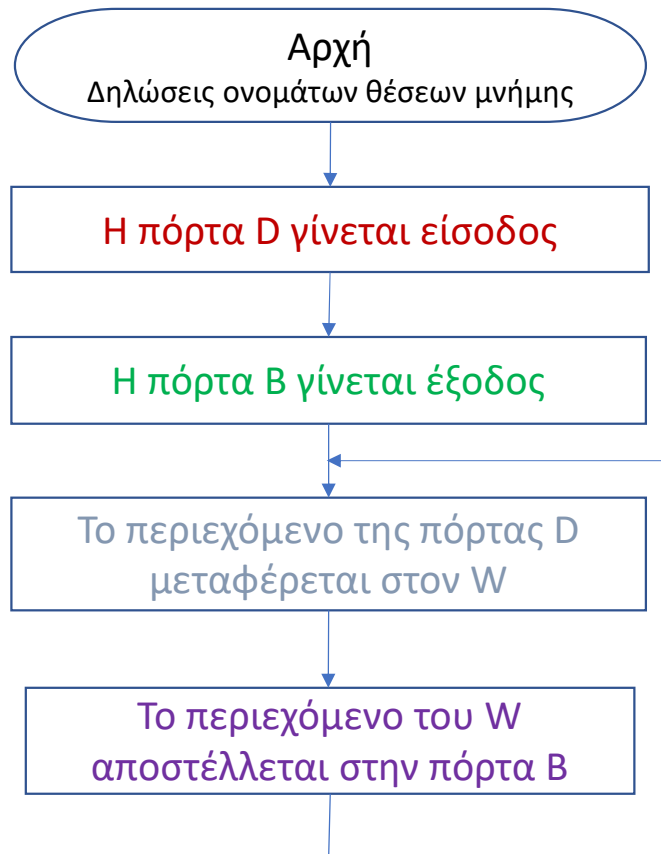 Αρχή
Δηλώσεις ονομάτων θέσεων μνήμης
Η πόρτα D γίνεται είσοδος
Η πόρτα Β γίνεται έξοδος
Το περιεχόμενο της πόρτας D
μεταφέρεται στον W
Το περιεχόμενο του W
αποστέλλεται στην πόρτα Β